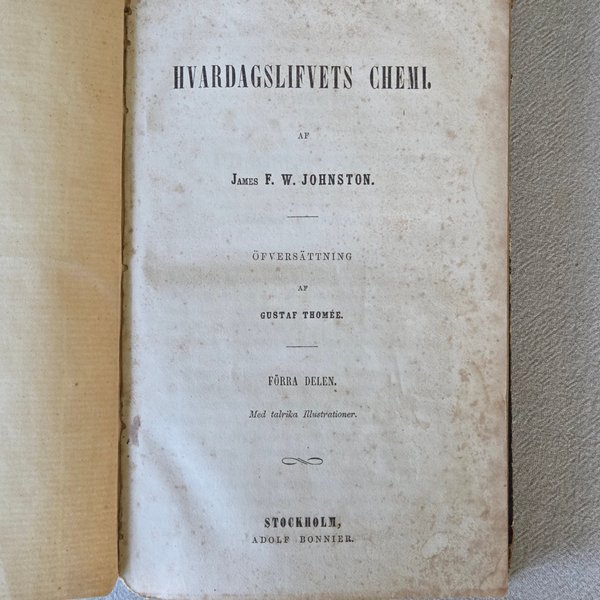 HVARDAGSLIFVETS CHEMI.
AF
JAMES F. W. JOHNSTON.
ÖFVERSÄTTNING
AF
GUSTAF THOMÉE.
FÖRRA DELEN.
Med talrika Illustrationer.
STOCKHOLM,
ADOLF BONNIER.